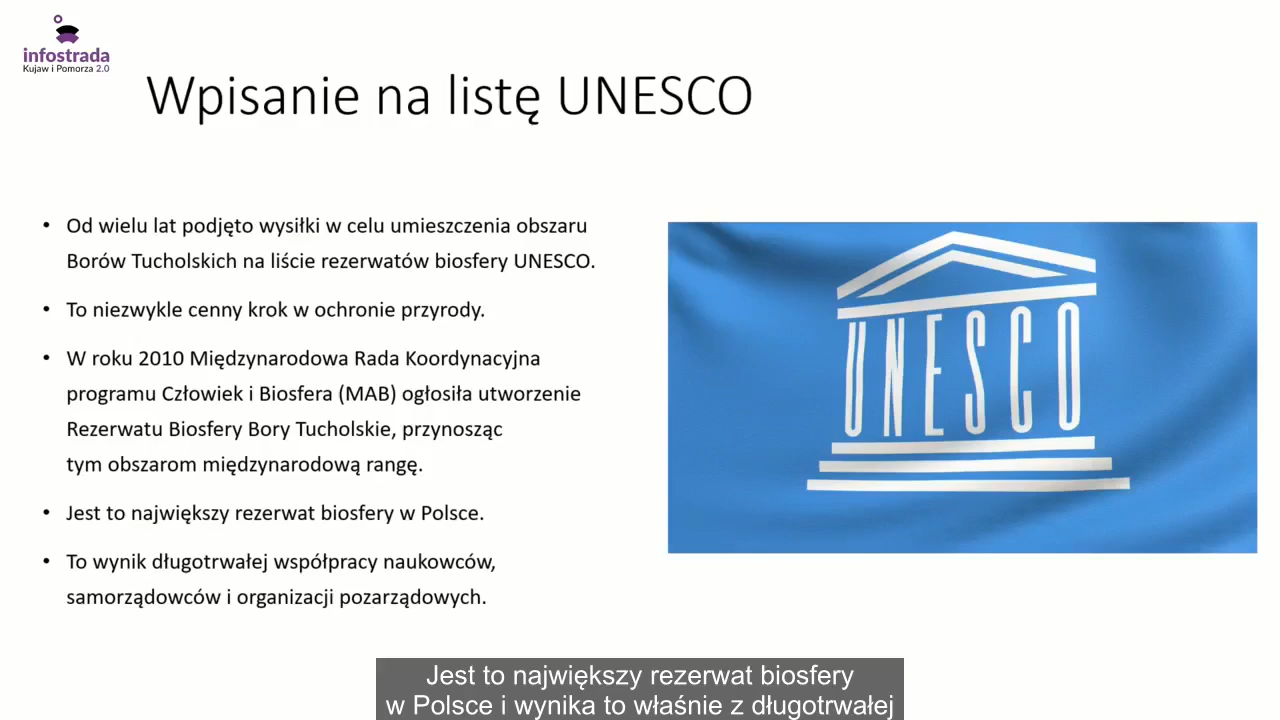 infostrada
Kujaw i Pomorza 2.0
Wpisanie na listę UNESCO
• Od wielu lat podjęto wysiłki w celu umieszczenia obszaru
Borów Tucholskich na liście rezerwatów biosfery UNESCO.
• To niezwykle cenny krok w ochronie przyrody.
• W roku 2010 Międzynarodowa Rada Koordynacyjna
programu Człowiek i Biosfera (MAB) ogłosiła utworzenie
Rezerwatu Biosfery Bory Tucholskie, przynosząc
tym obszarom międzynarodową rangę.
• Jest to największy rezerwat biosfery w Polsce.
• To wynik długotrwałej współpracy naukowców,
samorządowców i organizacji pozarządowych.
UNESCO
Jest to największy rezerwat biosfery
w Polsce i wynika to właśnie z długotrwałej